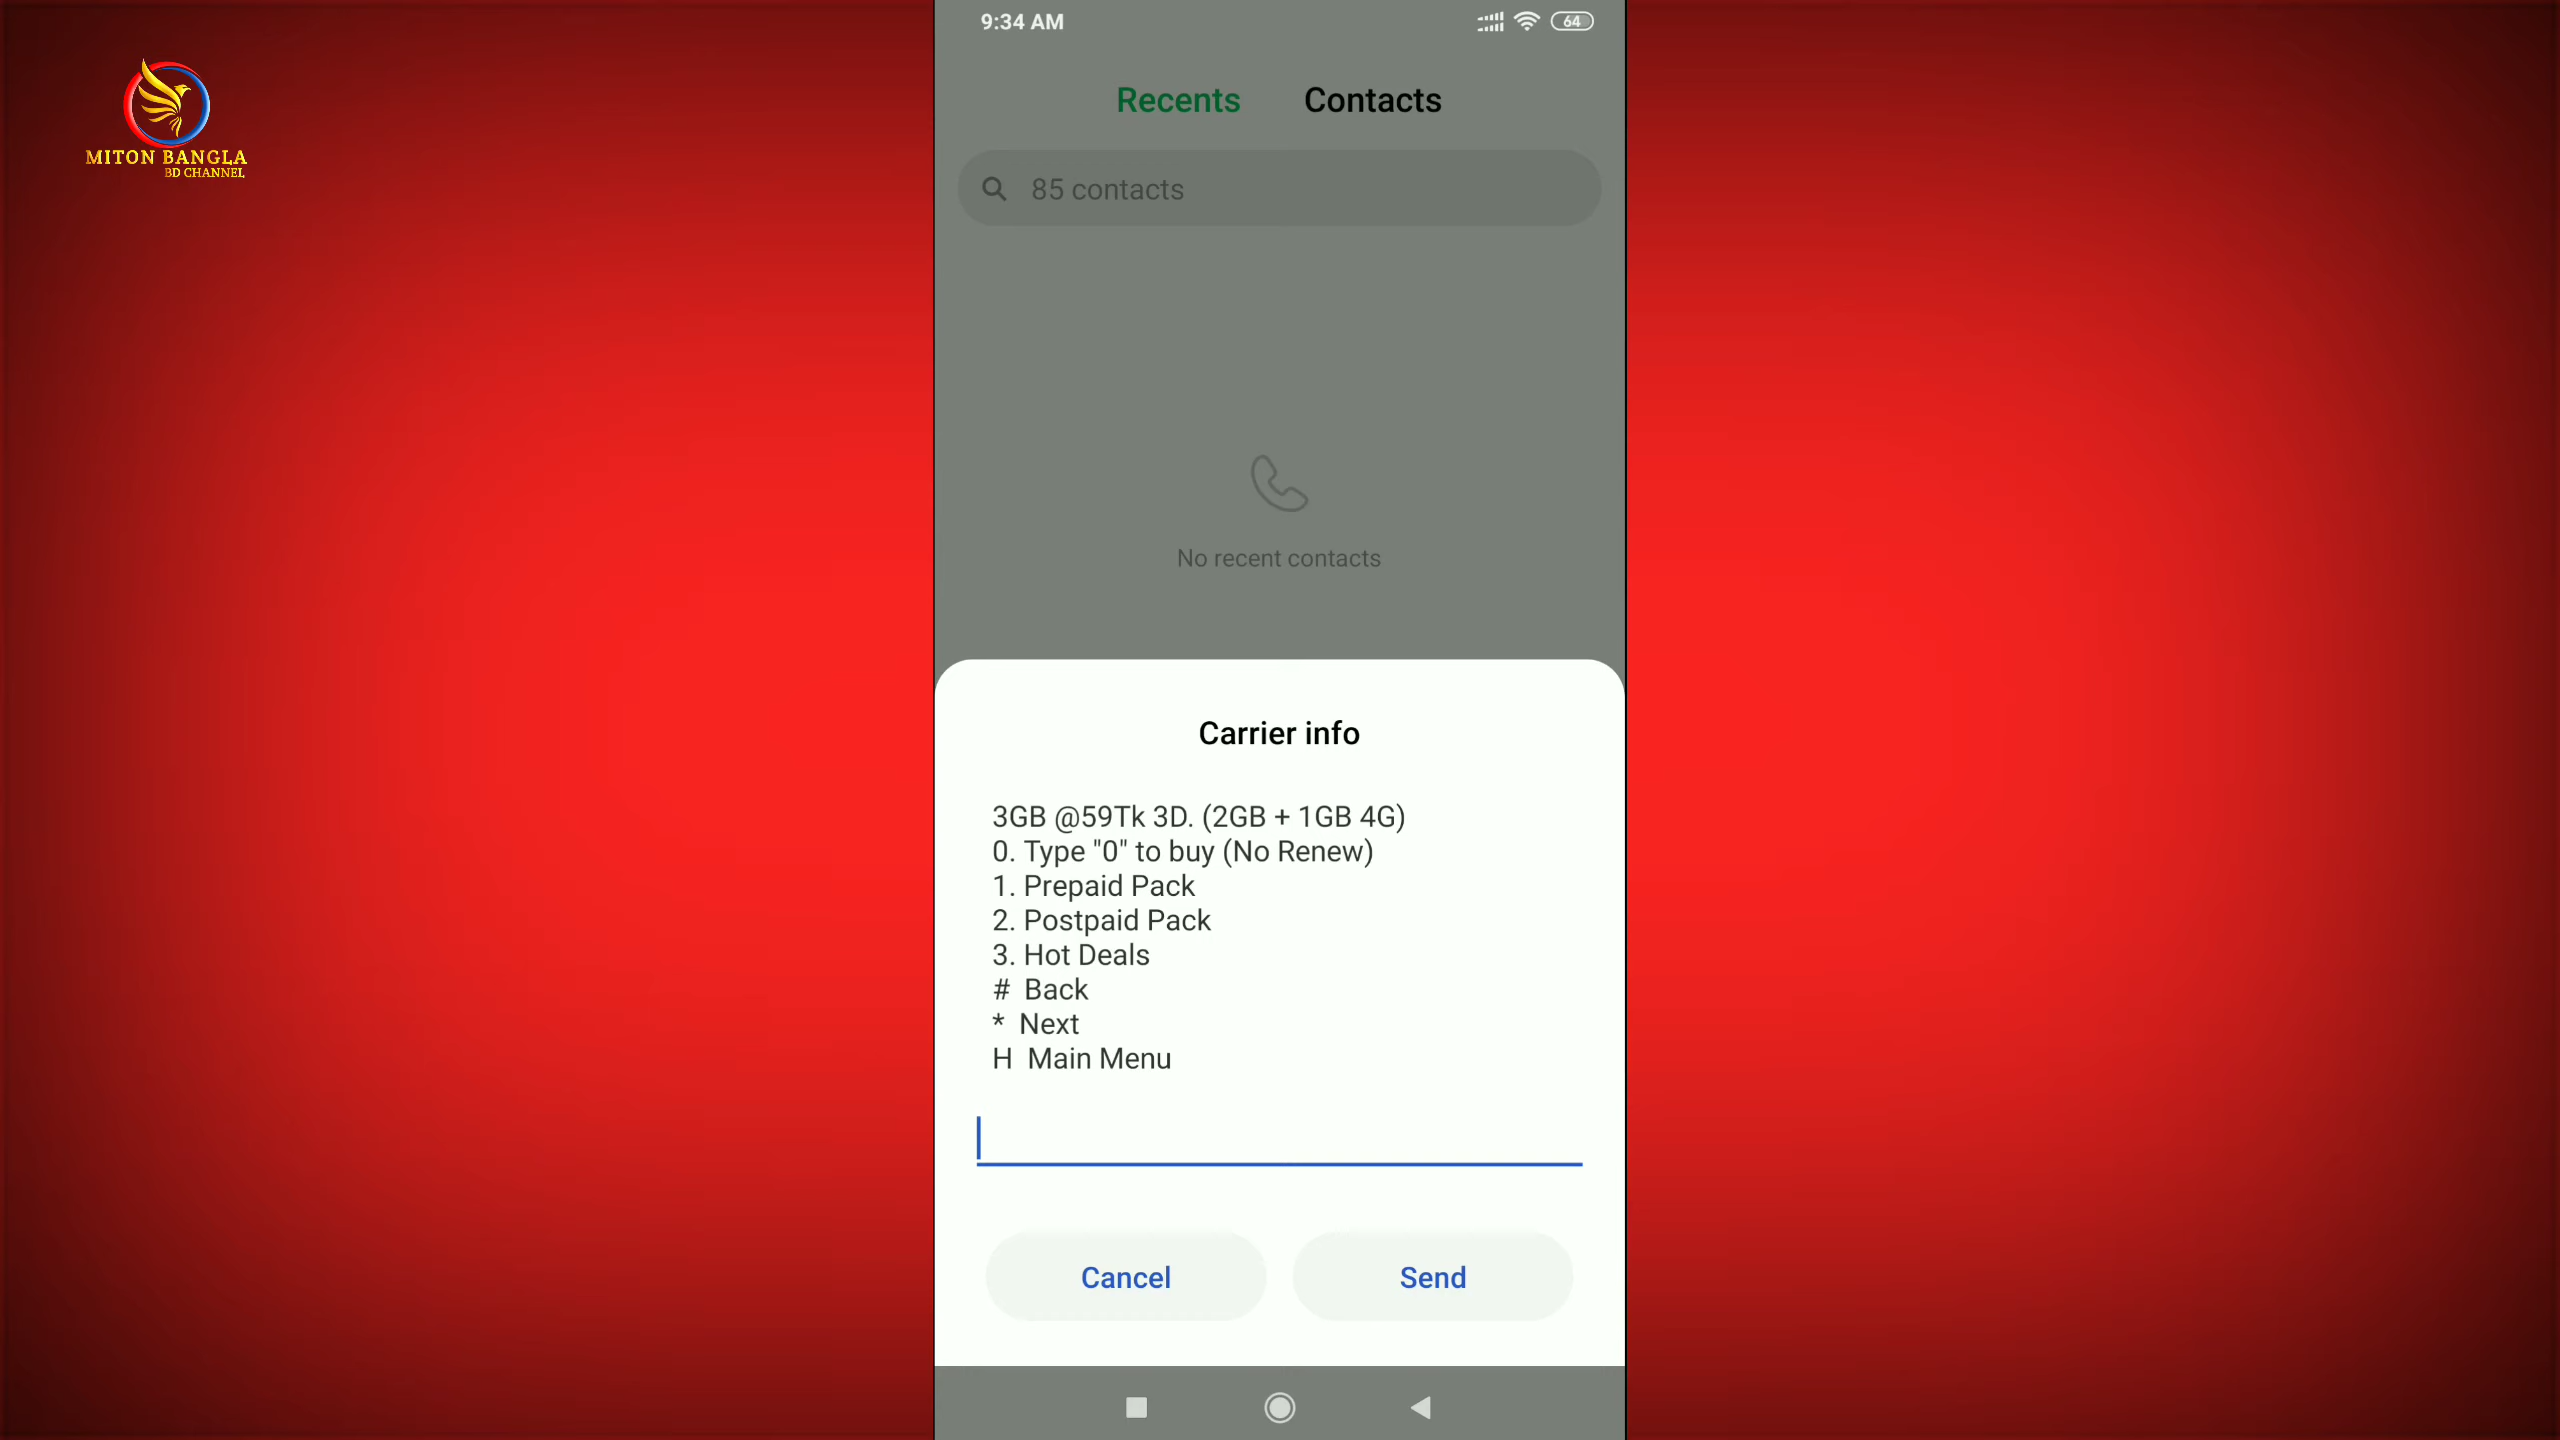 9:34 AM
64
MITON BANGLA
BD CHANNEL
Recents
Contacts
85 contacts
No recent contacts
Carrier info
3GB @59Tk 3D. (2GB + 1GB 4G)
0. Type "0" to buy (No Renew)
1. Prepaid Pack
2. Postpaid Pack
3. Hot Deals
# Back
* Next
H Main Menu
Cancel
Send